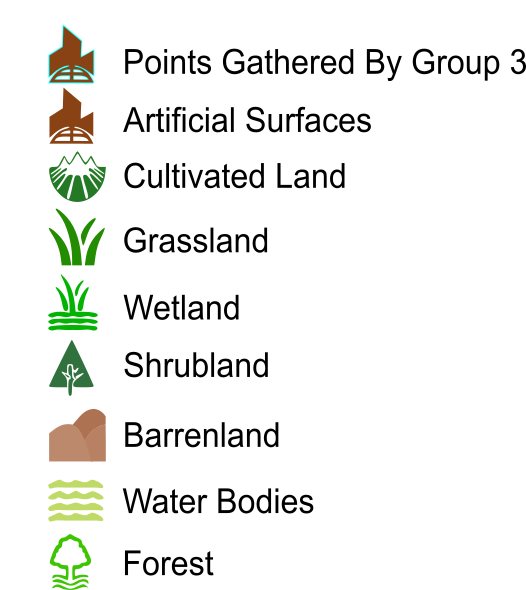 Points Gathered By Group 3
Artificial Surfaces
Cultivated Land
Grassland
Wetland
Shrubland
Barrenland
Water Bodies
Forest